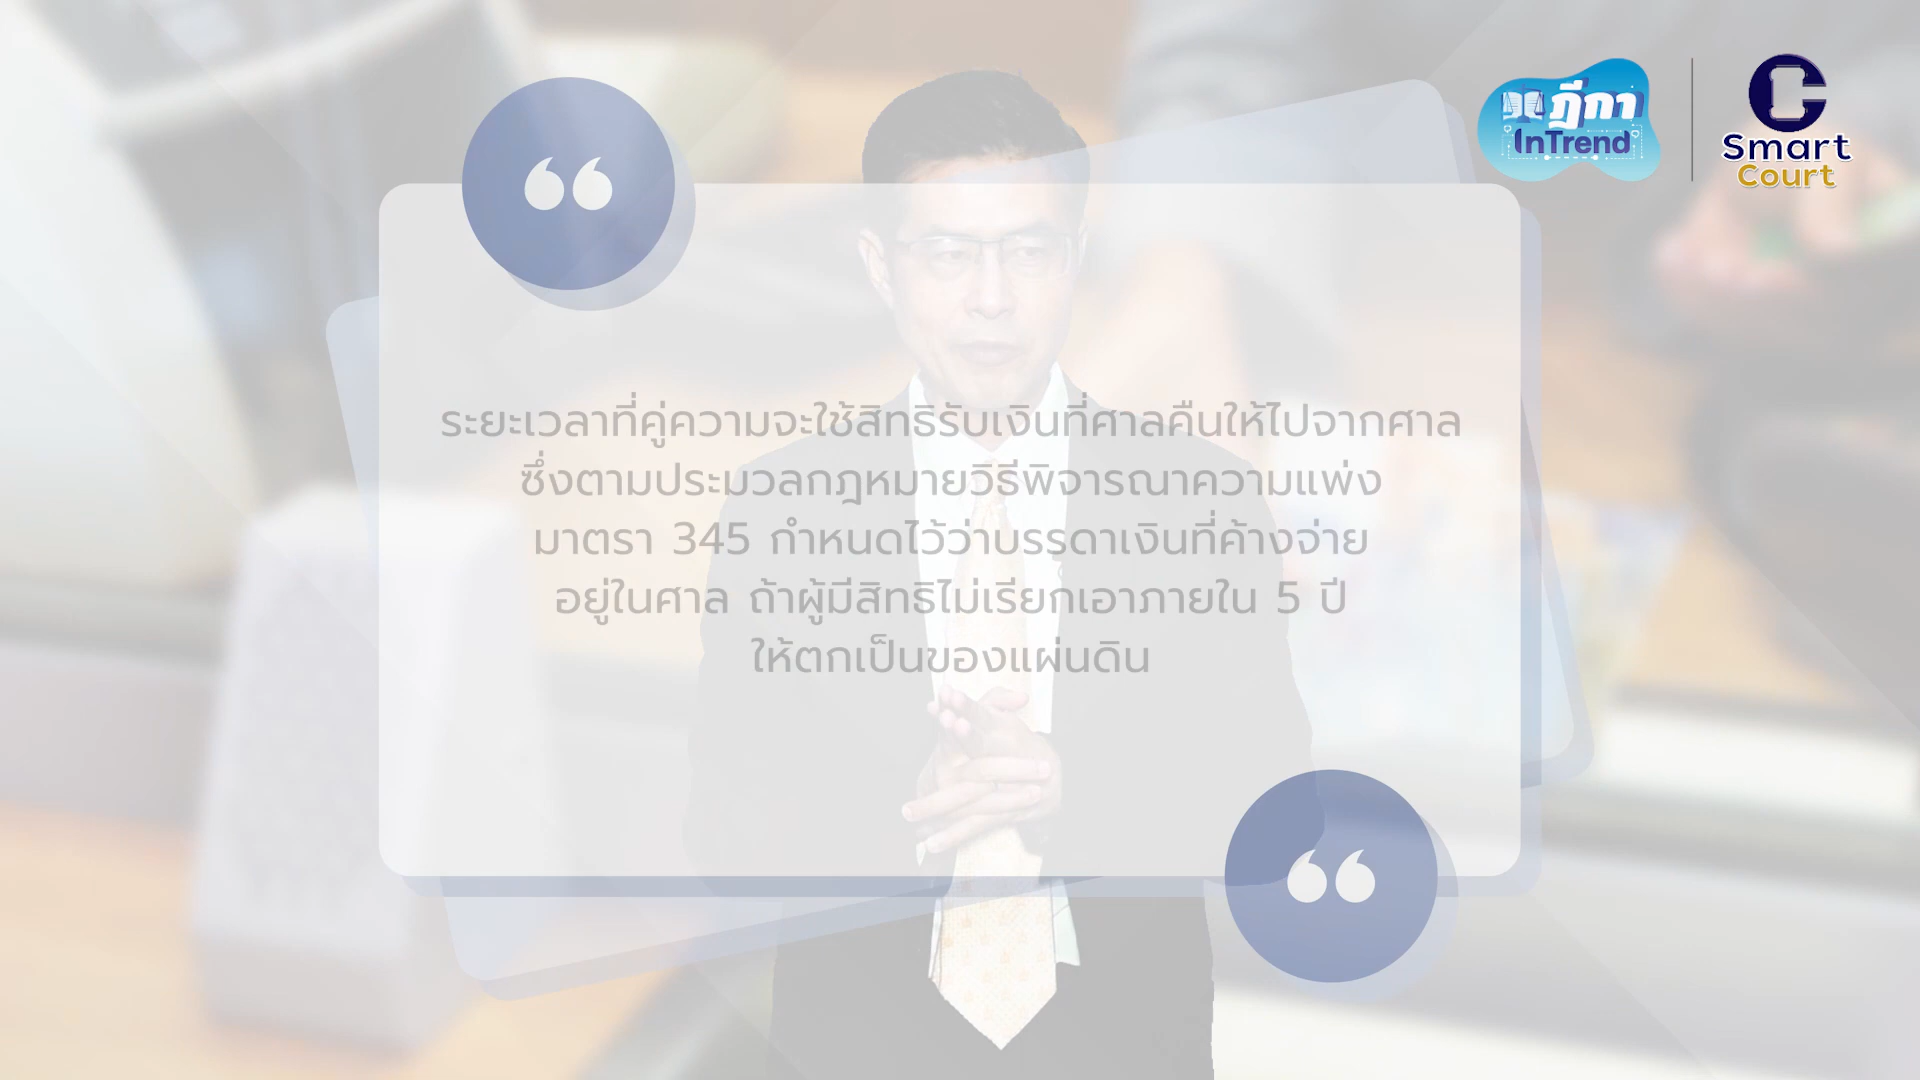 ฎีกา
InTrend
Smart
Court
ระยะเวลาที่คู่ความจะใช้สิทธิรับเงินที่ศาลคืนให้ไปจากศาล
ซึ่งตามประมวลกฎหมายวิธีพิจารณาความแพ่ง
มาตรา 345 กำหนดไว้ว่าบรรดาเงินที่ค้างจ่าย
อยู่ในศาล ถ้าผู้มีสิทธิไม่เรียกเอาภายใน 5 ปี
ให้ตกเป็นของแผ่นดิน